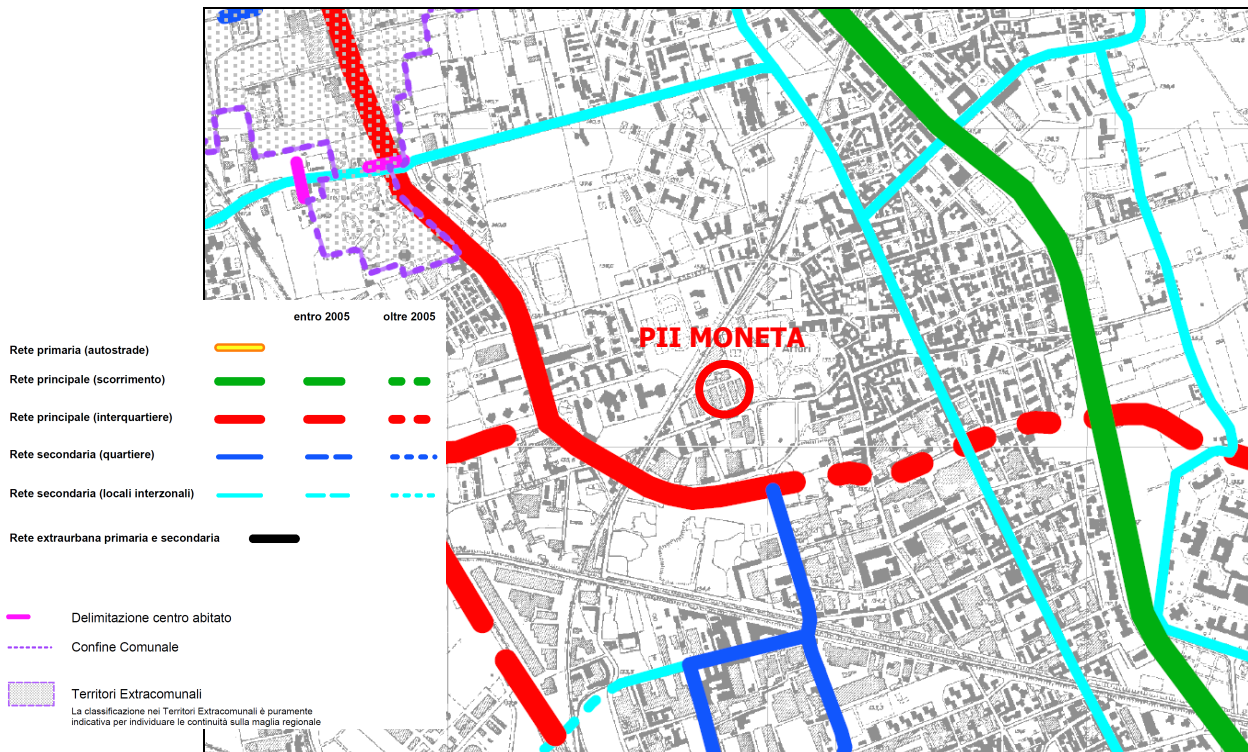 PII MONETA
Affori
entro 2005
oltre 2005
Rete primaria (autostrade)
Rete principale (scorrimento)
Rete principale (interquartiere)
Rete secondaria (quartiere)
Rete secondaria (locali interzonali)
Rete extraurbana primaria e secondaria
Delimitazione centro abitato
Confine Comunale
Territori Extracomunali
La classificazione nei Territori Extracomunali è puramente
indicativa per individuare le continuità sulla maglia regionale